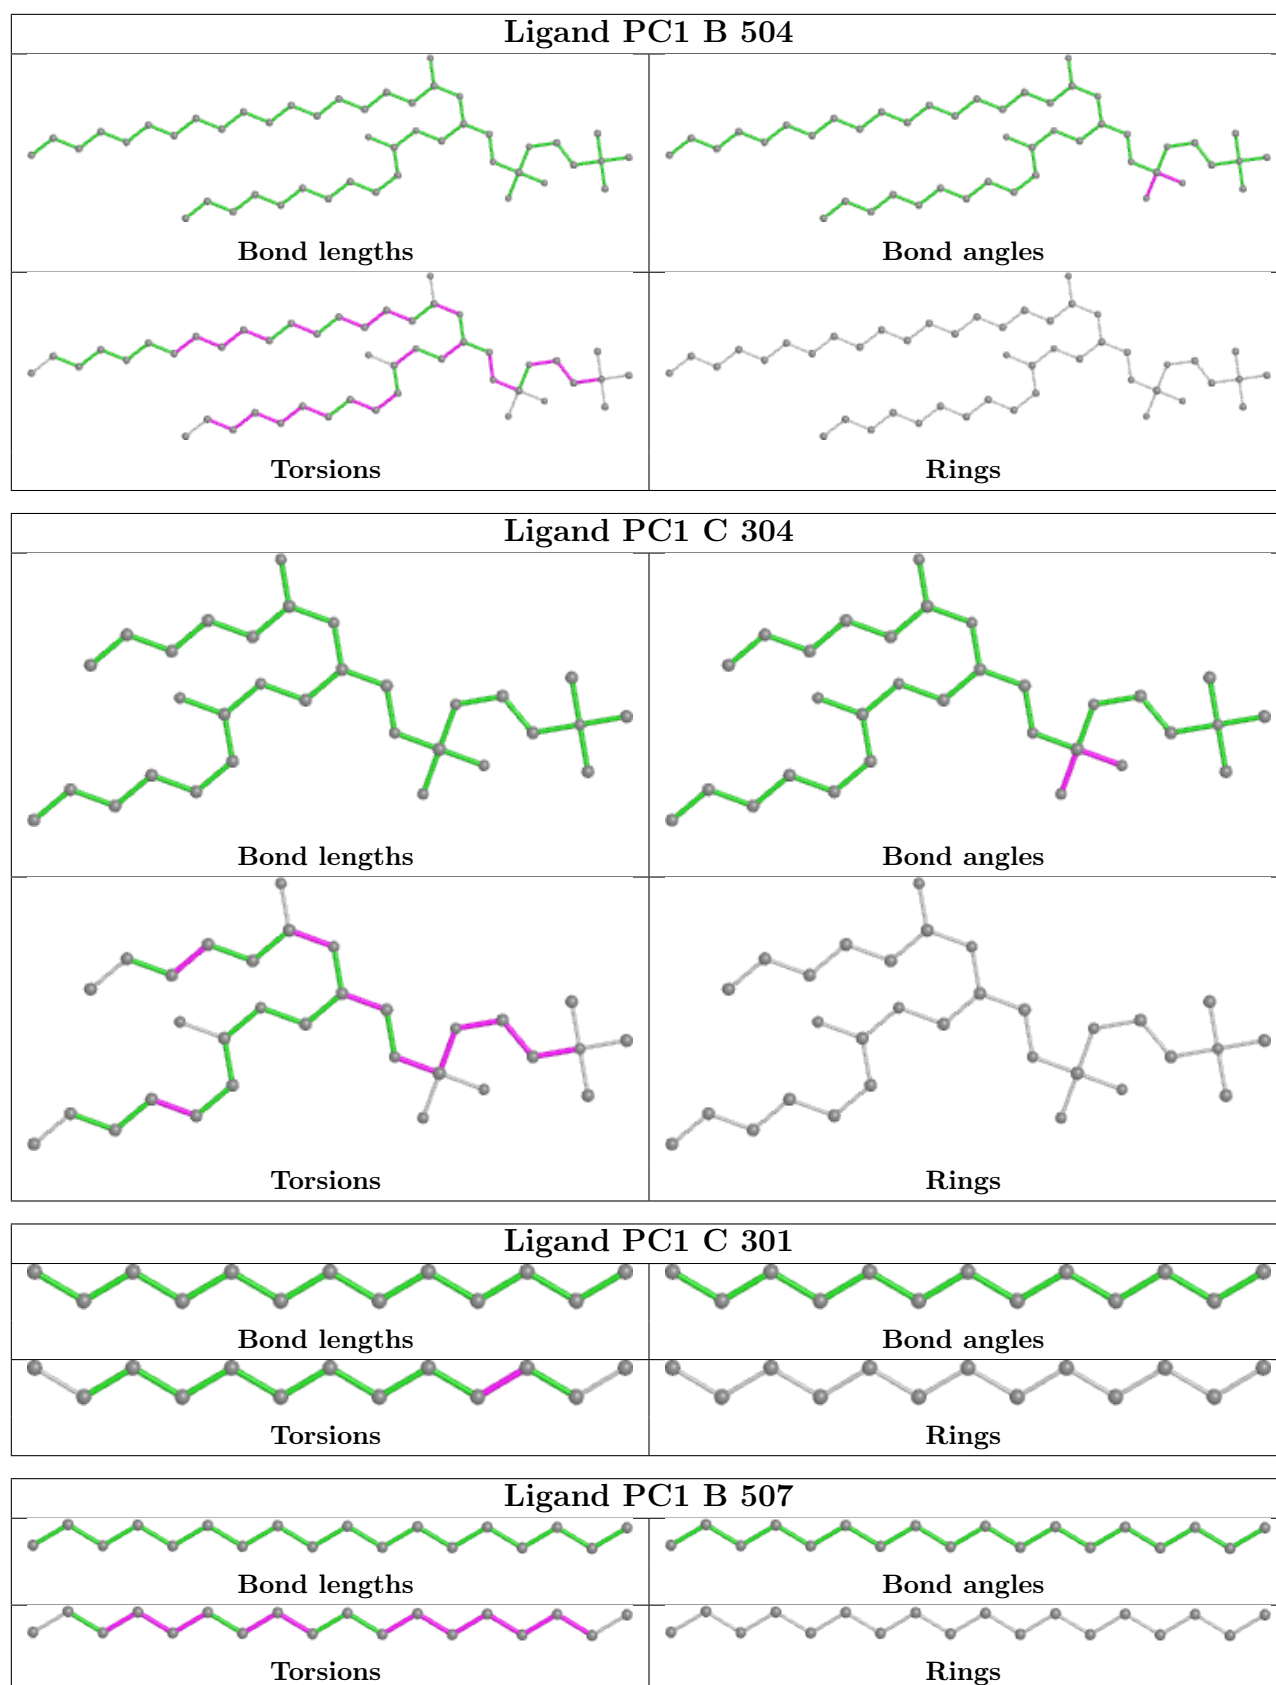 Ligand PC1 B 504
Bond lengths
Bond angles
Torsions
Rings
Ligand PC1 C 304
Bond lengths
Bond angles
Torsions
Rings
Ligand PC1 C 301
Bond lengths
Bond angles
Torsions
Rings
Ligand PC1 B 507
Bond lengths
Bond angles
Torsions
Rings